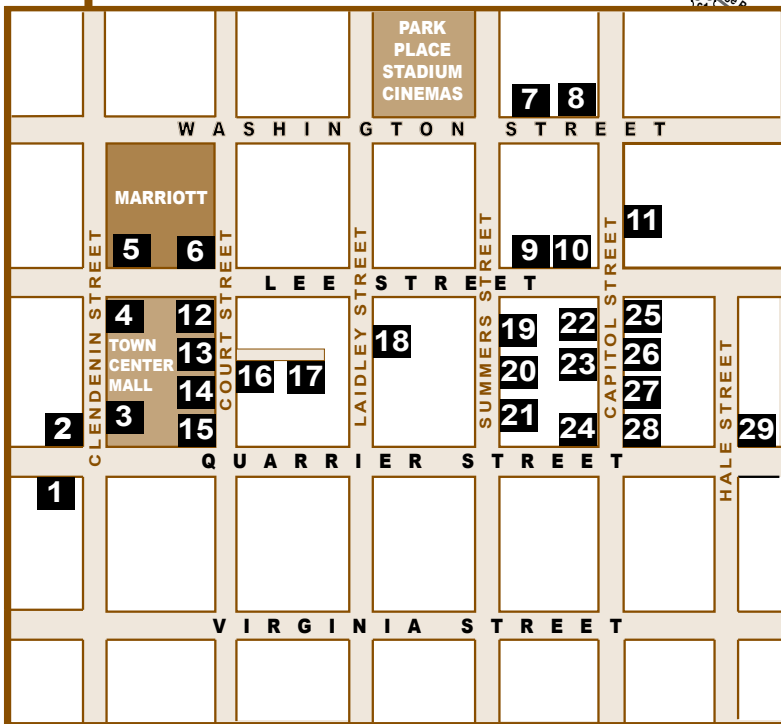 PARK
PLACE
STADIUM
CINEMAS
7
8
WASHINGTON STREET
MARRIOTT
5
6
9
10
11
CLENDENIN STREET
COURT STREET
LAIDLEY STREET
SUMMERS STREET
CAPITOL STREET
HALE STREET
LEE STREET
4
TOWN
CENTER
MALL
3
12
13
14
15
16
17
18
19
20
21
22
23
24
25
26
27
28
29
2
QUARRIER STREET
1
VIRGINIA STREET